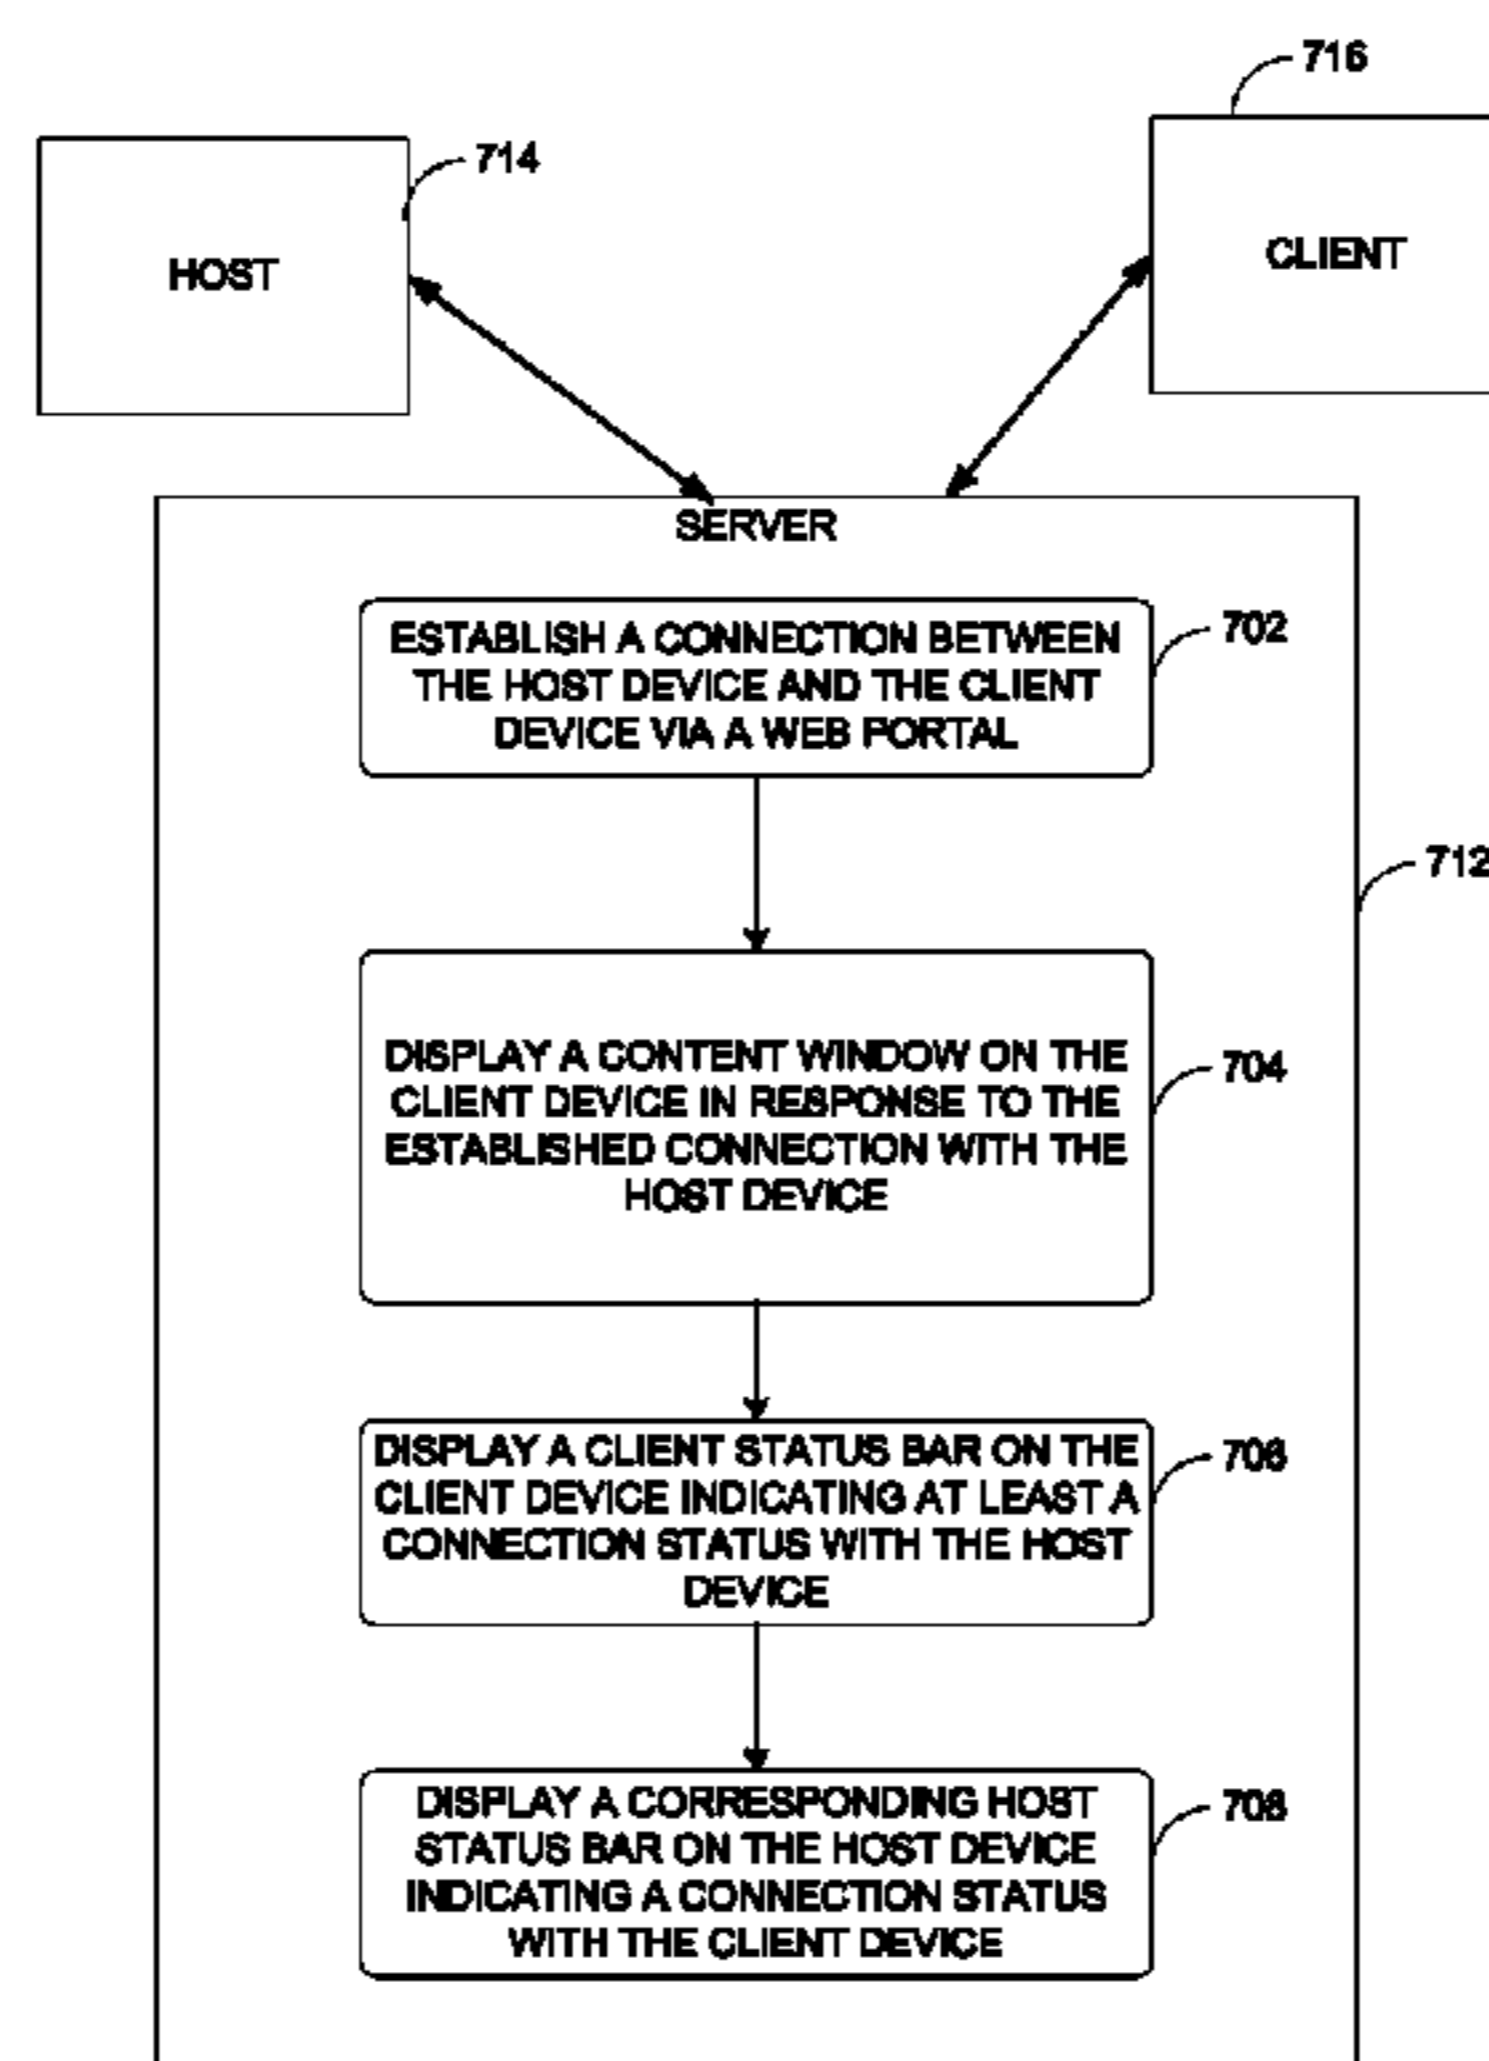 716
714
HOST
CLIENT
SERVER
ESTABLISH A CONNECTION BETWEEN
THE HOST DEVICE AND THE CLIENT
DEVICE VIA A WEB PORTAL
702
712
DISPLAY A CONTENT WINDOW ON THE
CLIENT DEVICE IN RESPONSE TO THE
ESTABLISHED CONNECTION WITH THE
HOST DEVICE
704
DISPLAY A CLIENT STATUS BAR ON THE
CLIENT DEVICE INDICATING AT LEAST A
CONNECTION STATUS WITH THE HOST
DEVICE
706
DISPLAY A CORRESPONDING HOST
STATUS BAR ON THE HOST DEVICE
INDICATING A CONNECTION STATUS
WITH THE CLIENT DEVICE
708